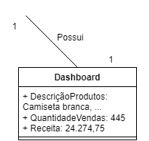 1
Possui
1
Dashboard
+ DescriçãoProdutos:
Camiseta branca, ...
+ QuantidadeVendas: 445
+ Receita: 24.274,75